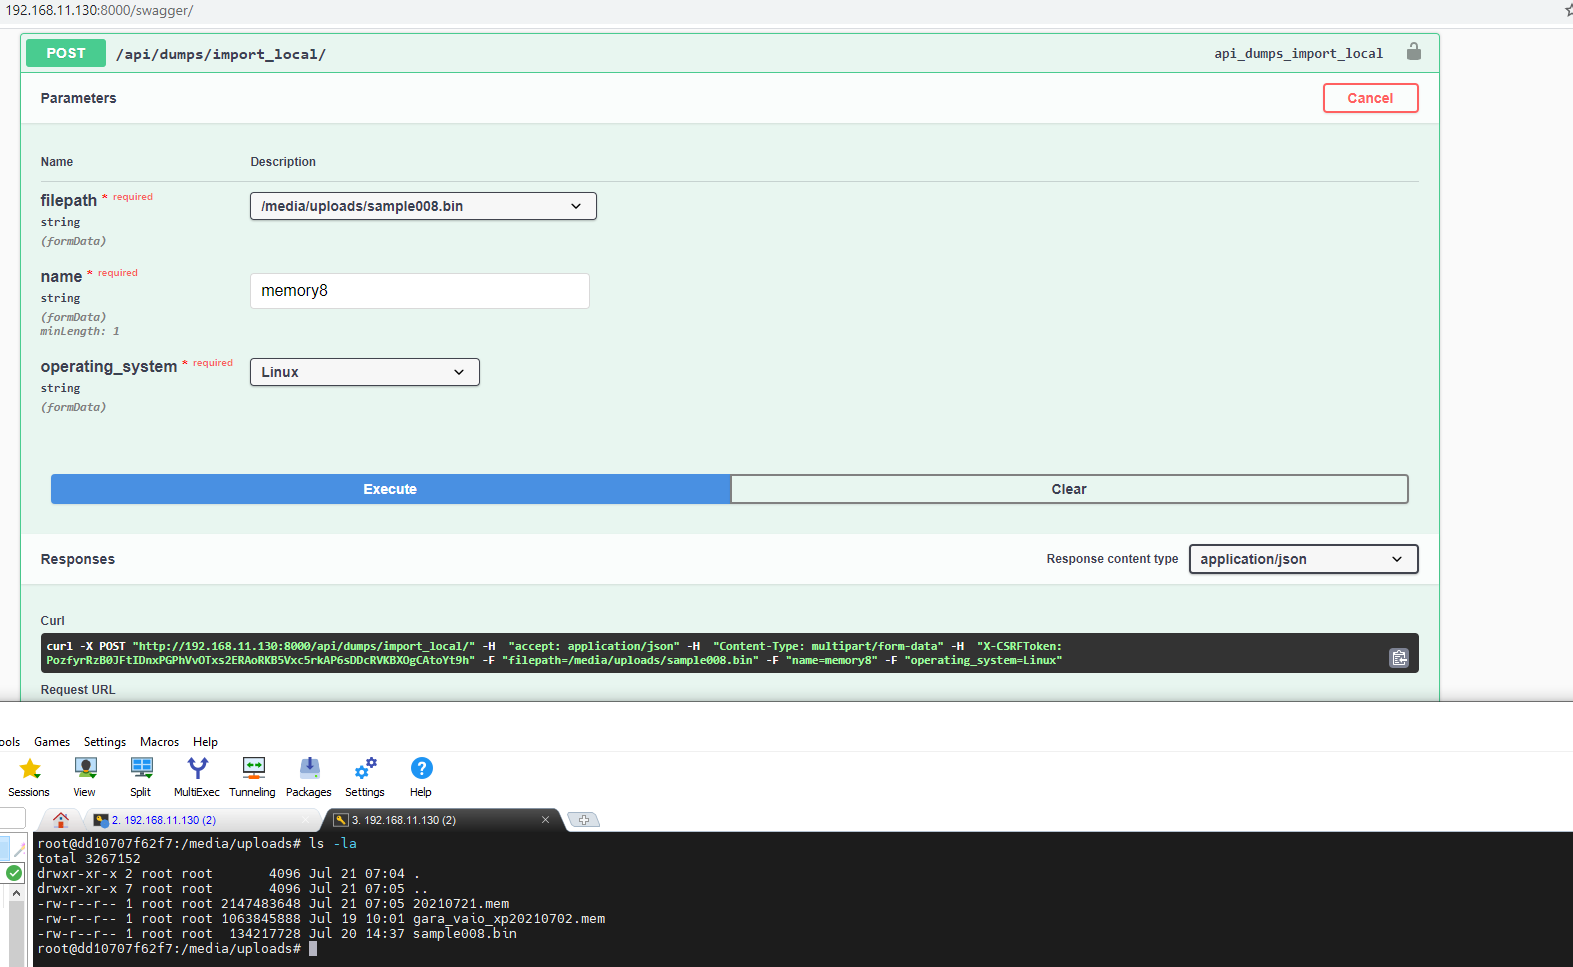 192.168.11.130:8000/swagger/
POST /api/dumps/import_local/ api_dumps_import_local
Parameters Cancel
Name Description
filepath * required /media/uploads/sample008.bin
string
(formData)
name * required
string memory8
(formData)
minLength: 1
operating_system * required Linux
string
(formData)
Execute Clear
Responses Response content type application/json
Curl
curl -X POST "http://192.168.11.130:8000/api/dumps/import_local/" -H "accept: application/json" -H "Content-Type: multipart/form-data" -H "X-CSRFToken:
PozfyrRzB0JFtIDnxPGPhVvOTxs2ERAoRKB5Vxc5rkAP6sDDcRVKBXOgCAtoYt9h" -F "filepath=/media/uploads/sample008.bin" -F "name=memory8" -F "operating_system=Linux"
Request URL
ools Games Settings Macros Help
Sessions View Split MultiExec Tunneling Packages Settings Help
2. 192.168.11.130 (2) 3. 192.168.11.130 (2)
root@dd10707f62f7:/media/uploads# ls -la
total 3267152
drwxr-xr-x 2 root root 4096 Jul 21 07:04 .
drwxr-xr-x 7 root root 4096 Jul 21 07:05 ..
-rw-r--r-- 1 root root 2147483648 Jul 21 07:05 20210721.mem
-rw-r--r-- 1 root root 1063845888 Jul 19 10:01 gara_vaio_xp20210702.mem
-rw-r--r-- 1 root root 134217728 Jul 20 14:37 sample008.bin
root@dd10707f62f7:/media/uploads#